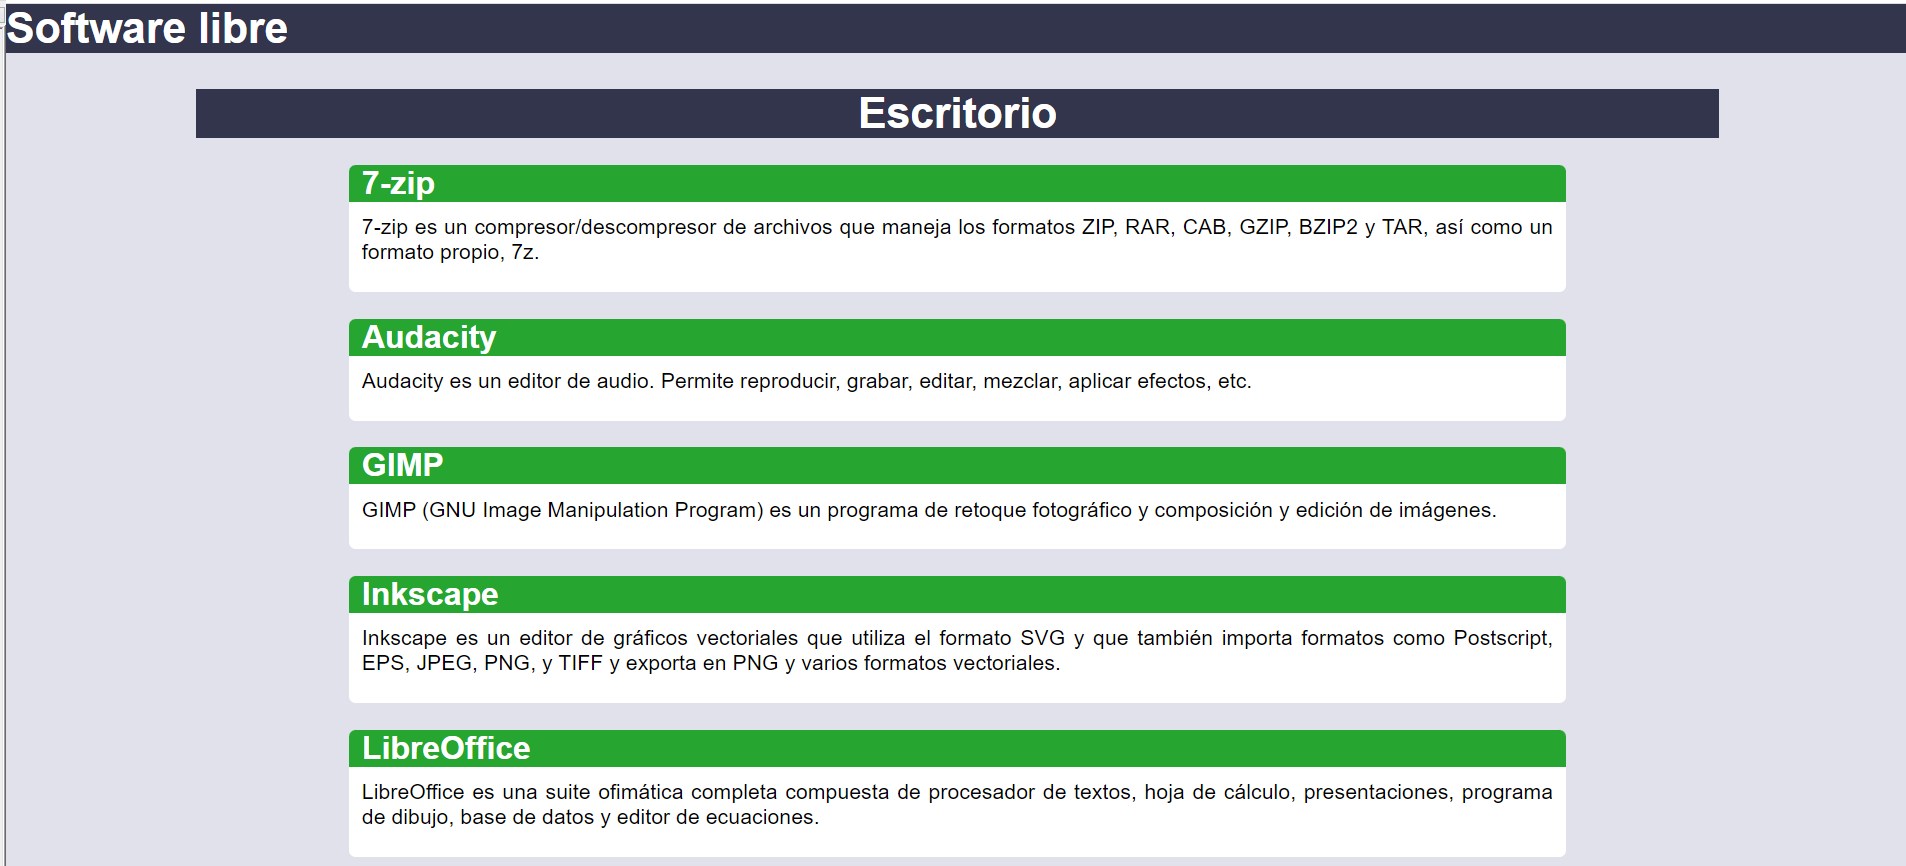 Software libre
Escritorio
7-zip
7-zip es un compresor/descompresor de archivos que maneja los formatos ZIP, RAR, CAB, GZIP, BZIP2 y TAR, así como un
formato propio, 7z.
Audacity
Audacity es un editor de audio. Permite reproducir, grabar, editar, mezclar, aplicar efectos, etc.
GIMP
GIMP (GNU Image Manipulation Program) es un programa de retoque fotográfico y composición y edición de imágenes.
Inkscape
Inkscape es un editor de gráficos vectoriales que utiliza el formato SVG y que también importa formatos como Postscript,
EPS, JPEG, PNG, y TIFF y exporta en PNG y varios formatos vectoriales.
LibreOffice
LibreOffice es una suite ofimática completa compuesta de procesador de textos, hoja de cálculo, presentaciones, programa
de dibujo, base de datos y editor de ecuaciones.